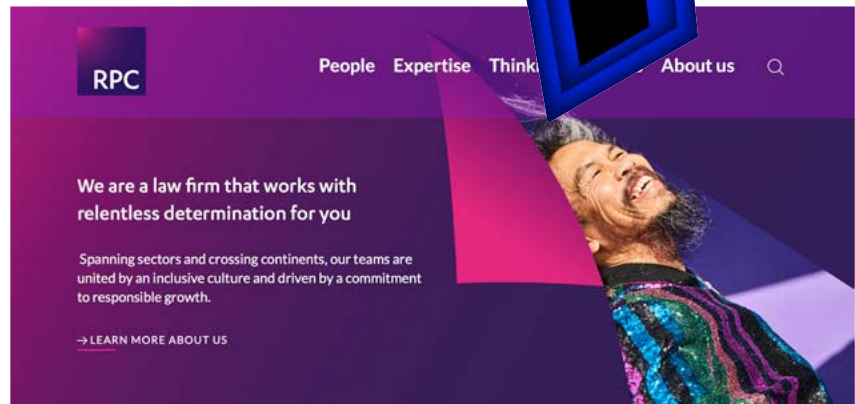 RPC
People Expertise About us
We are a law firm that works with
relentless determination for you
Spanning sectors and crossing continents, our teams are
united by an inclusive culture and driven by a commitment
to responsible growth.
→ LEARN MORE ABOUT US